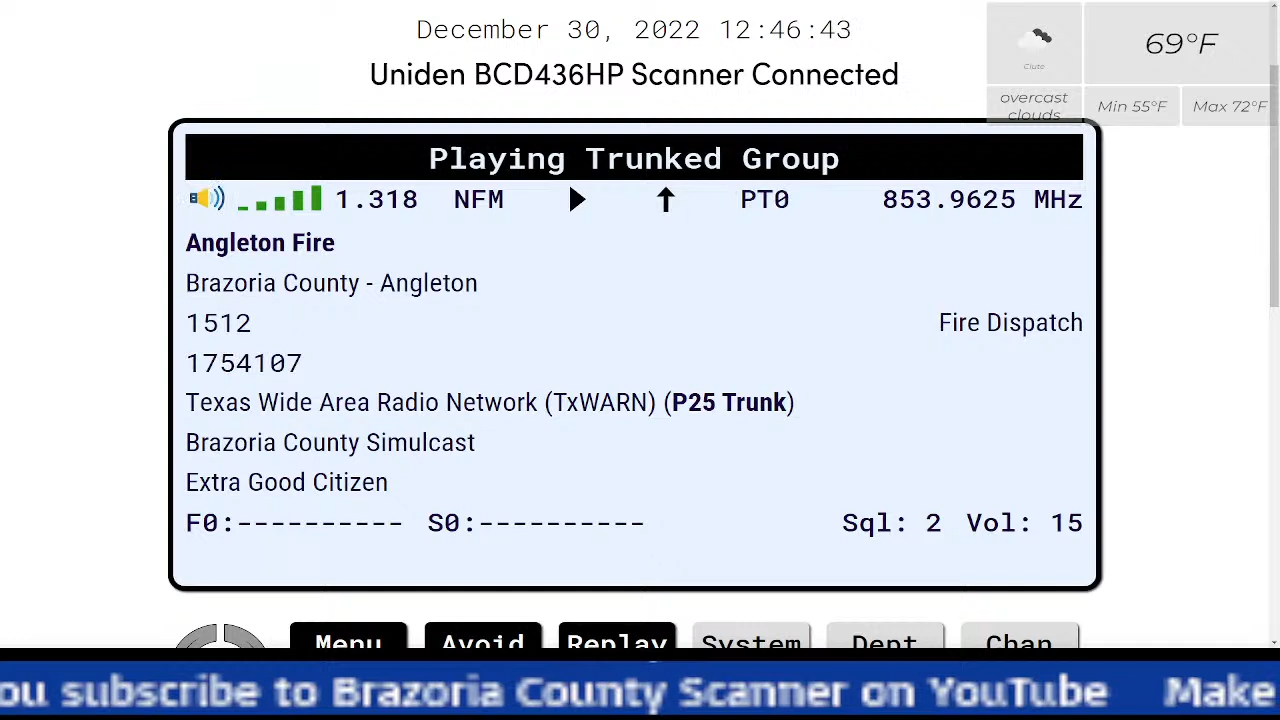 December 30, 2022 12:46:43
Uniden BCD436HP Scanner Connected
Clute
69°F
overcast clouds
Min 55°F
Max 72°F
Playing Trunked Group
1.318 NFM PT0 853.9625 MHz
Angleton Fire
Brazoria County - Angleton
1512 Fire Dispatch
1754107
Texas Wide Area Radio Network (TxWARN) (P25 Trunk)
Brazoria County Simulcast
Extra Good Citizen
F0:---------- S0:---------- Sql: 2 Vol: 15
Menu Avoid Replay System Dept Chan
ou subscribe to Brazoria County Scanner on YouTube Make